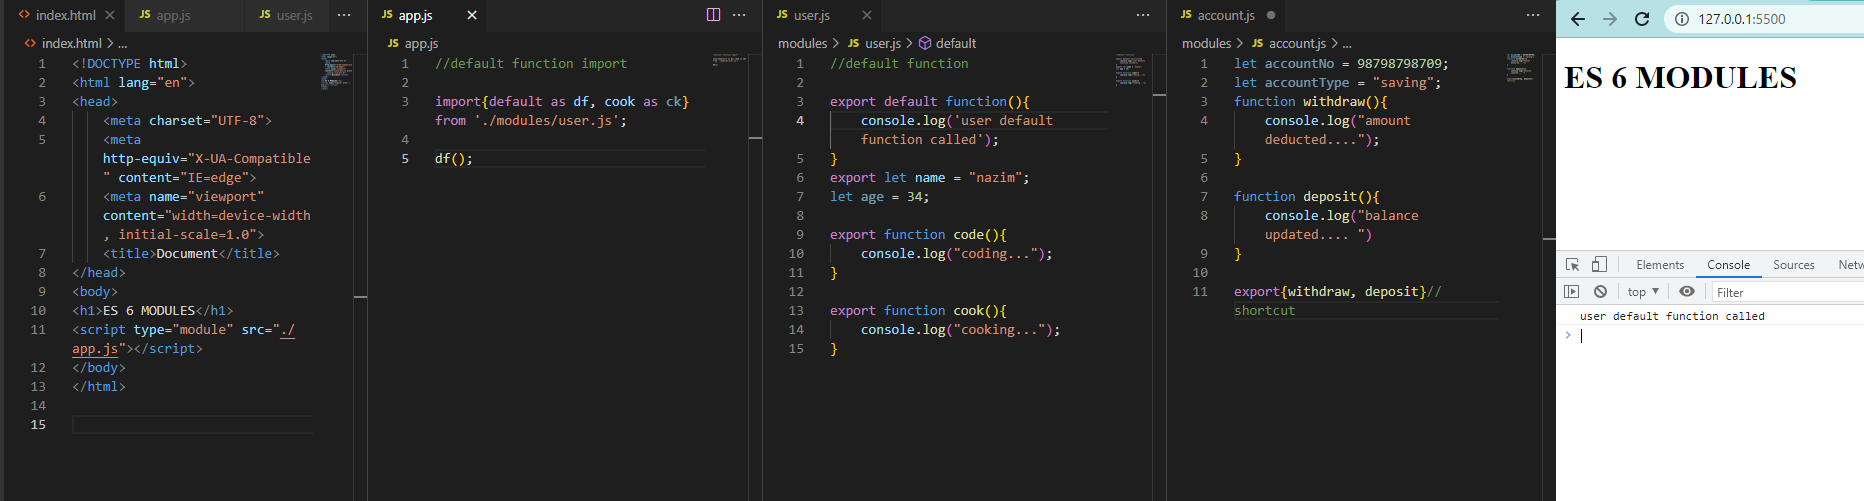 index.html
app.js
user.js
index.html > ...
1 <!DOCTYPE html>
2 <html lang="en">
3 <head>
4 <meta charset="UTF-8">
5 <meta
http-equiv="X-UA-Compatible
" content="IE=edge">
6 <meta name="viewport"
content="width=device-width
, initial-scale=1.0">
7 <title>Document</title>
8 </head>
9 <body>
10 <h1>ES 6 MODULES</h1>
11 <script type="module" src="./
app.js"></script>
12 </body>
13 </html>
14
15
JS app.js
JS app.js
1 //default function import
2
3 import{default as df, cook as ck}
from './modules/user.js';
4
5 df();
JS user.js
modules > JS user.js > default
1 //default function
2
3 export default function(){
4 console.log('user default
function called');
5 }
6 export let name = "nazim";
7 let age = 34;
8
9 export function code(){
10 console.log("coding...");
11 }
12
13 export function cook(){
14 console.log("cooking...");
15 }
JS account.js
modules > JS account.js > ...
1 let accountNo = 98798798709;
2 let accountType = "saving";
3 function withdraw(){
4 console.log("amount
deducted....");
5 }
6
7 function deposit(){
8 console.log("balance
updated.... ")
9 }
10
11 export{withdraw, deposit}//
shortcut
127.0.0.1:5500
ES 6 MODULES
Elements Console Sources Netw
top Filter
user default function called